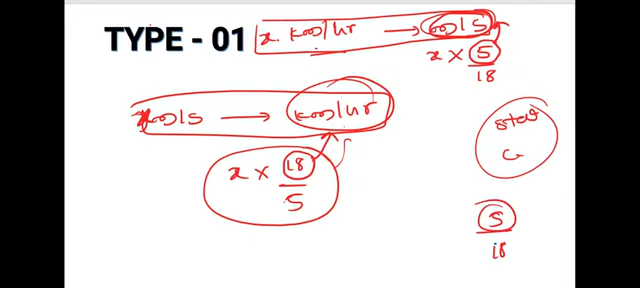 TYPE - 01
x km/hr → m/s
x × 5/18
x m/s → km/hr
x × 18/5
5/18